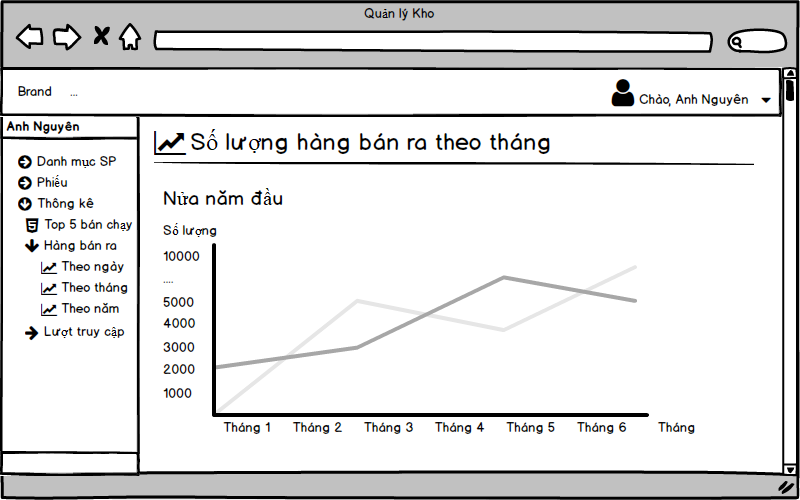 Quản lý Kho
Brand ...
Chào, Anh Nguyên
Anh Nguyên
Danh mục SP
Phiếu
Thông kê
Top 5 bán chạy
Hàng bán ra
Theo ngày
Theo tháng
Theo năm
Lượt truy cập
Số lượng hàng bán ra theo tháng
Nửa năm đầu
Số lượng
10000
....
5000
4000
3000
2000
1000
Tháng 1 Tháng 2 Tháng 3 Tháng 4 Tháng 5 Tháng 6 Tháng